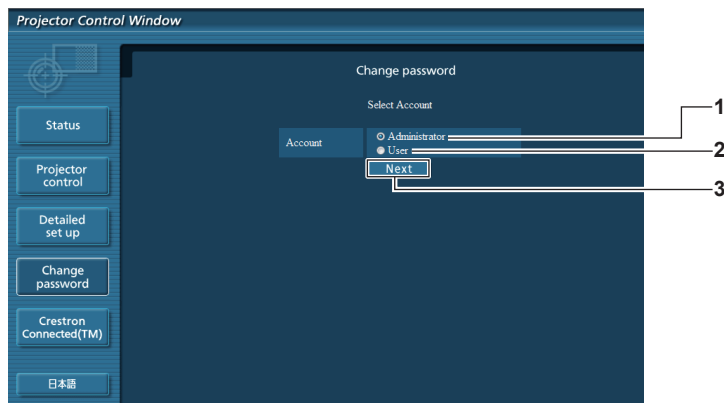 Projector Control Window
Change password
Select Account
Account
Administrator
User
Next
Status
Projector
control
Detailed
set up
Change
password
Crestron
Connected(TM)
日本語
1
2
3